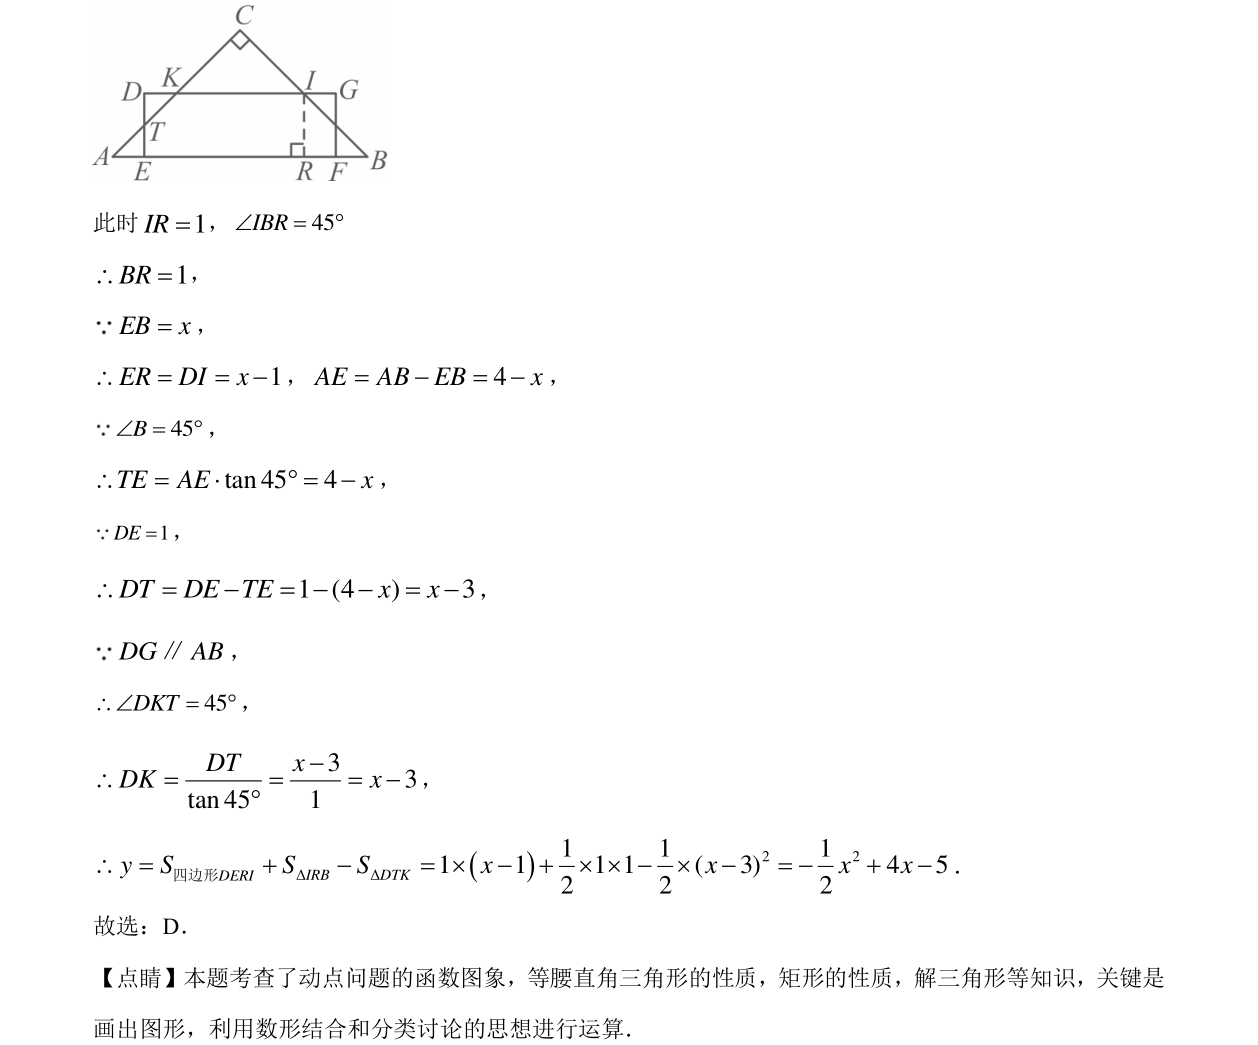 C
D K I G
T
A E R F B
此时 IR = 1， ∠IBR = 45°
∴ BR = 1，
∵ EB = x，
∴ ER = DI = x − 1， AE = AB − EB = 4 − x，
∵ ∠B = 45°，
∴ TE = AE · tan 45° = 4 − x，
∵ DE = 1，
∴ DT = DE − TE = 1 − (4 − x) = x − 3，
∵ DG // AB，
∴ ∠DKT = 45°，
∴ DK = DT/tan 45° = (x − 3)/1 = x − 3，
∴ y = S四边形DERI + SΔIRB − SΔDTK = 1×(x − 1) + 1/2×1×1 − 1/2×(x − 3)² = −1/2x² + 4x − 5．
故选：D．
【点睛】本题考查了动点问题的函数图象，等腰直角三角形的性质，矩形的性质，解三角形等知识，关键是
画出图形，利用数形结合和分类讨论的思想进行运算．